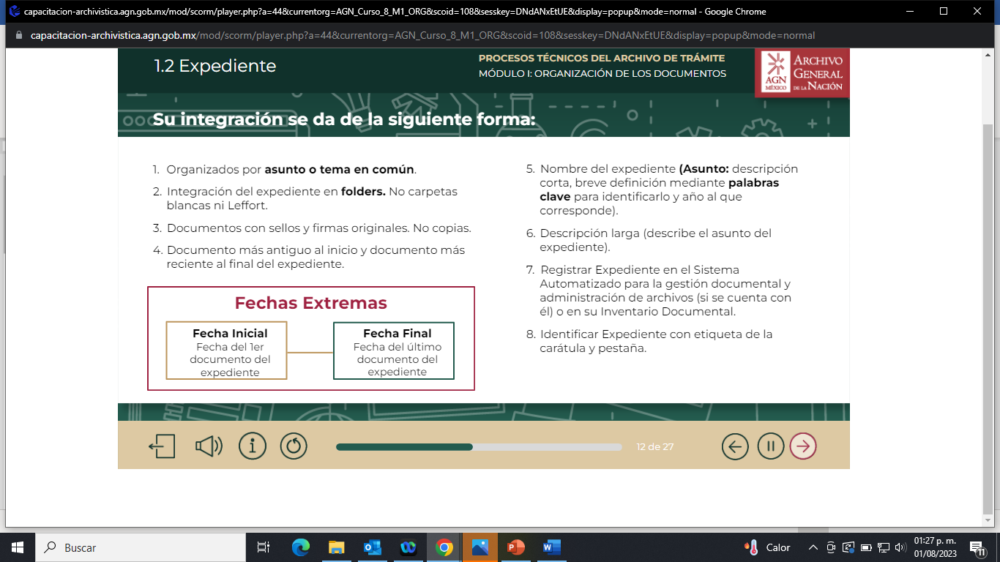 capacitacion-archivistica.agn.gob.mx/mod/scorm/player.php?a=44&currentorg=AGN_Curso_8_M1_ORG&scoid=108&sesskey=DNdANxEtUE&display=popup&mode=normal - Google Chrome
capacitacion-archivistica.agn.gob.mx/mod/scorm/player.php?a=44&currentorg=AGN_Curso_8_M1_ORG&scoid=108&sesskey=DNdANxEtUE&display=popup&mode=normal
1.2 Expediente
PROCESOS TÉCNICOS DEL ARCHIVO DE TRÁMITE
MÓDULO I: ORGANIZACIÓN DE LOS DOCUMENTOS
AGN
MÉXICO
ARCHIVO
GENERAL
DE LA NACIÓN
Su integración se da de la siguiente forma:
1. Organizados por asunto o tema en común.
2. Integración del expediente en folders. No carpetas
blancas ni Leffort.
3. Documentos con sellos y firmas originales. No copias.
4. Documento más antiguo al inicio y documento más
reciente al final del expediente.
Fechas Extremas
Fecha Inicial
Fecha del 1er
documento del
expediente
Fecha Final
Fecha del último
documento del
expediente
5. Nombre del expediente (Asunto: descripción
corta, breve definición mediante palabras
clave para identificarlo y año al que
corresponde).
6. Descripción larga (describe el asunto del
expediente).
7. Registrar Expediente en el Sistema
Automatizado para la gestión documental y
administración de archivos (si se cuenta con
él) o en su Inventario Documental.
8. Identificar Expediente con etiqueta de la
carátula y pestaña.
12 de 27
Buscar
Calor
01:27 p. m.
01/08/2023
11